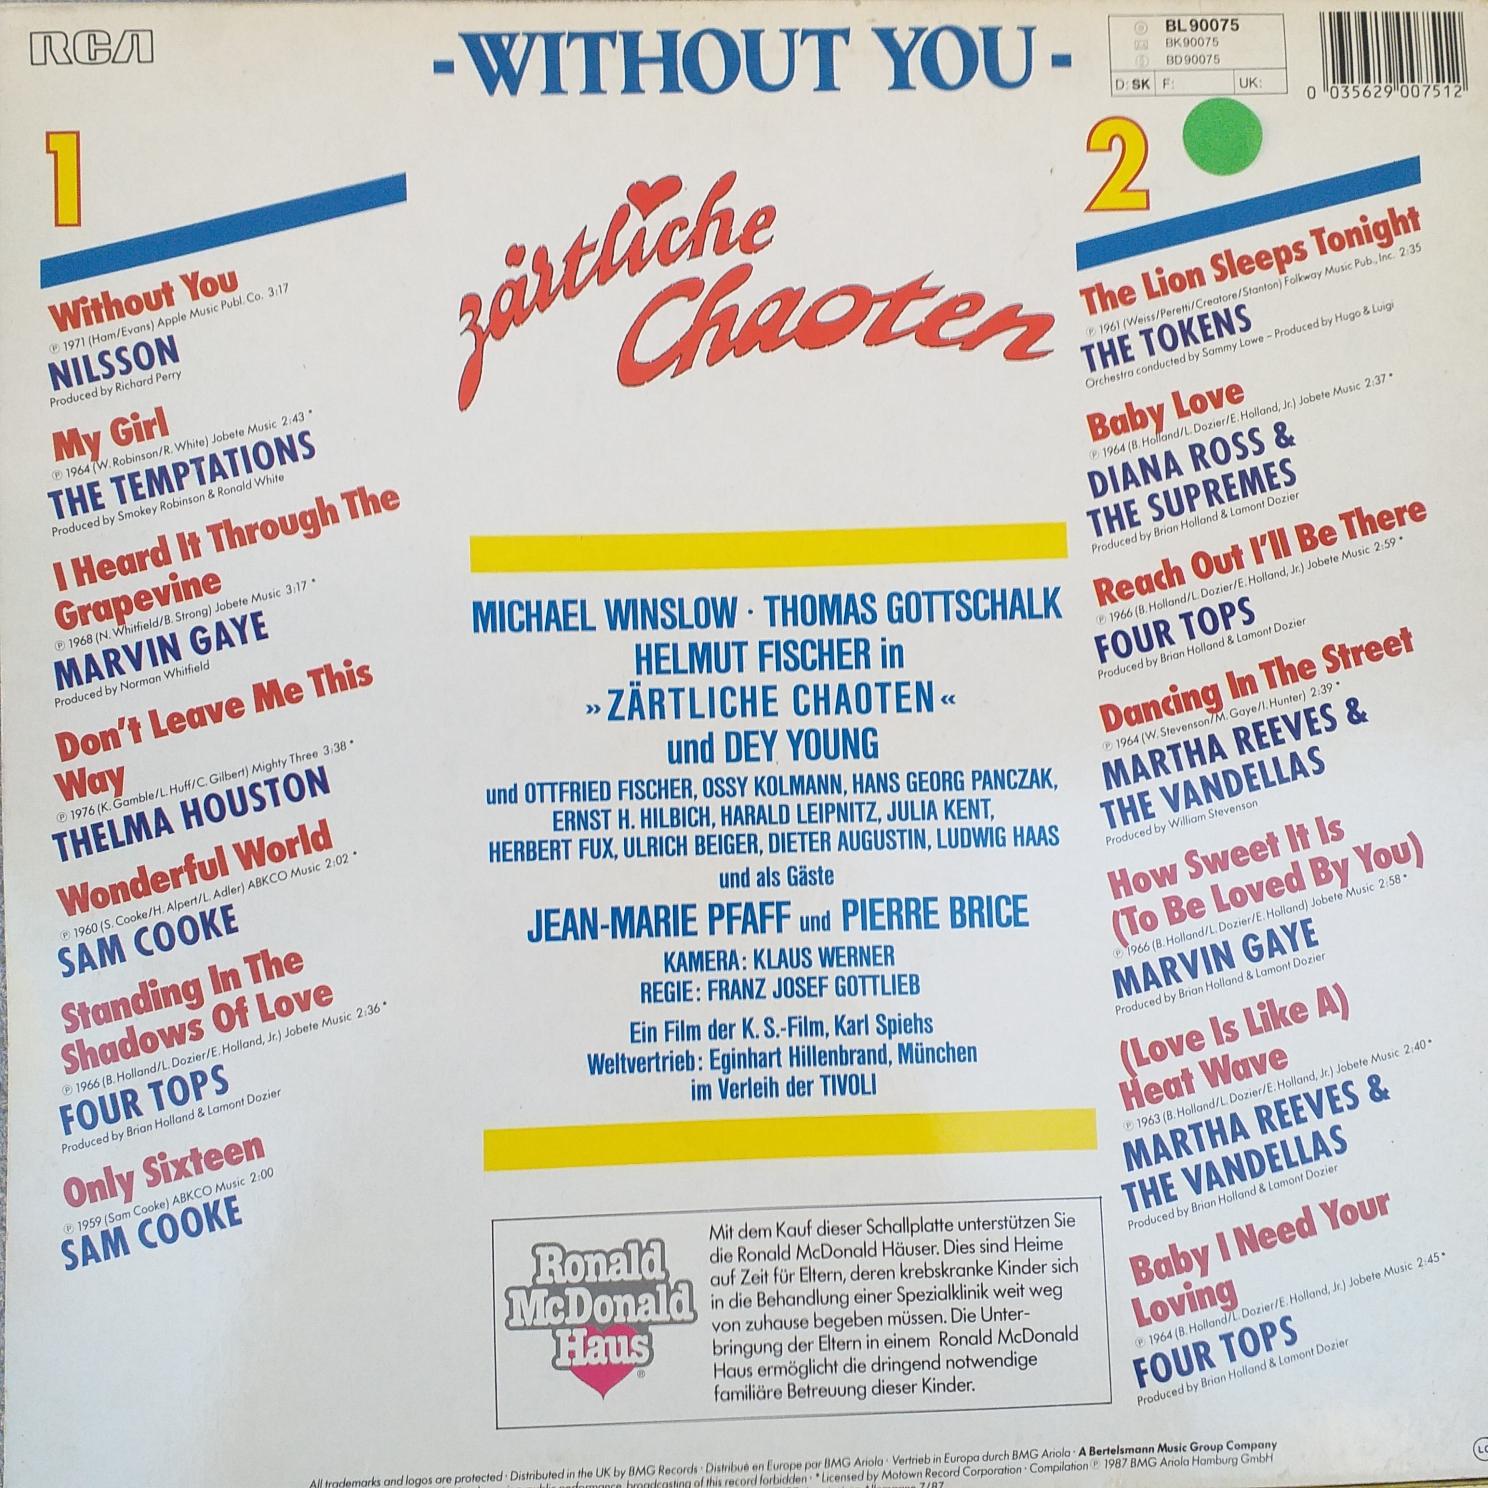 RCA
-WITHOUT YOU-
BL90075
BK90075
BD90075
D: SK F: UK:
0 035629 007512
1
Without You
℗ 1971 (Ham/Evans) Apple Music Publ. Co. 3:17
NILSSON
Produced by Richard Perry
My Girl
℗ 1964 (W. Robinson/R. White) Jobete Music 2:43 *
THE TEMPTATIONS
Produced by Smokey Robinson & Ronald White
I Heard It Through The
Grapevine
℗ 1968 (N. Whitfield/B. Strong) Jobete Music 3:17 *
MARVIN GAYE
Produced by Norman Whitfield
Don't Leave Me This
Way
℗ 1976 (K. Gamble/L. Huff/C. Gilbert) Mighty Three 3:38 *
THELMA HOUSTON
Wonderful World
℗ 1960 (S. Cooke/H. Alpert/L. Adler) ABKCO Music 2:02 *
SAM COOKE
Standing In The
Shadows Of Love
℗ 1966 (B. Holland/L. Dozier/E. Holland, Jr.) Jobete Music 2:36 *
FOUR TOPS
Produced by Brian Holland & Lamont Dozier
Only Sixteen
℗ 1959 (Sam Cooke) ABKCO Music 2:00
SAM COOKE
zärtliche
Chaoten
MICHAEL WINSLOW · THOMAS GOTTSCHALK
HELMUT FISCHER in
»ZÄRTLICHE CHAOTEN«
und DEY YOUNG
und OTTFRIED FISCHER, OSSY KOLMANN, HANS GEORG PANCZAK,
ERNST H. HILBICH, HARALD LEIPNITZ, JULIA KENT,
HERBERT FUX, ULRICH BEIGER, DIETER AUGUSTIN, LUDWIG HAAS
und als Gäste
JEAN-MARIE PFAFF und PIERRE BRICE
KAMERA: KLAUS WERNER
REGIE: FRANZ JOSEF GOTTLIEB
Ein Film der K. S.-Film, Karl Spiehs
Weltvertrieb: Eginhart Hillenbrand, München
im Verleih der TIVOLI
Ronald
McDonald
Haus
®
Mit dem Kauf dieser Schallplatte unterstützen Sie
die Ronald McDonald Häuser. Dies sind Heime
auf Zeit für Eltern, deren krebskranke Kinder sich
in die Behandlung einer Spezialklinik weit weg
von zuhause begeben müssen. Die Unter-
bringung der Eltern in einem Ronald McDonald
Haus ermöglicht die dringend notwendige
familiäre Betreuung dieser Kinder.
2
The Lion Sleeps Tonight
℗ 1961 (Weiss/Peretti/Creatore/Stanton) Folkway Music Pub., Inc. 2:35
THE TOKENS
Orchestra conducted by Sammy Lowe – Produced by Hugo & Luigi
Baby Love
℗ 1964 (B. Holland/L. Dozier/E. Holland, Jr.) Jobete Music 2:37 *
DIANA ROSS &
THE SUPREMES
Produced by Brian Holland & Lamont Dozier
Reach Out I'll Be There
℗ 1966 (B. Holland/L. Dozier/E. Holland, Jr.) Jobete Music 2:59 *
FOUR TOPS
Produced by Brian Holland & Lamont Dozier
Dancing In The Street
℗ 1964 (W. Stevenson/M. Gaye/I. Hunter) 2:39 *
MARTHA REEVES &
THE VANDELLAS
Produced by William Stevenson
How Sweet It Is
(To Be Loved By You)
℗ 1966 (B. Holland/L. Dozier/E. Holland) Jobete Music 2:58 *
MARVIN GAYE
Produced by Brian Holland & Lamont Dozier
(Love Is Like A)
Heat Wave
℗ 1963 (B. Holland/L. Dozier/E. Holland, Jr.) Jobete Music 2:40 *
MARTHA REEVES &
THE VANDELLAS
Produced by Brian Holland & Lamont Dozier
Baby I Need Your
Loving
℗ 1964 (B. Holland/L. Dozier/E. Holland, Jr.) Jobete Music 2:45 *
FOUR TOPS
Produced by Brian Holland & Lamont Dozier
All trademarks and logos are protected · Distributed in the UK by BMG Records · Distribué en Europe par BMG Ariola · Vertrieb in Europa durch BMG Ariola · A Bertelsmann Music Group Company
performance, broadcasting of this record forbidden · * Licensed by Motown Record Corporation · Compilation ℗ 1987 BMG Ariola Hamburg GmbH
7/87